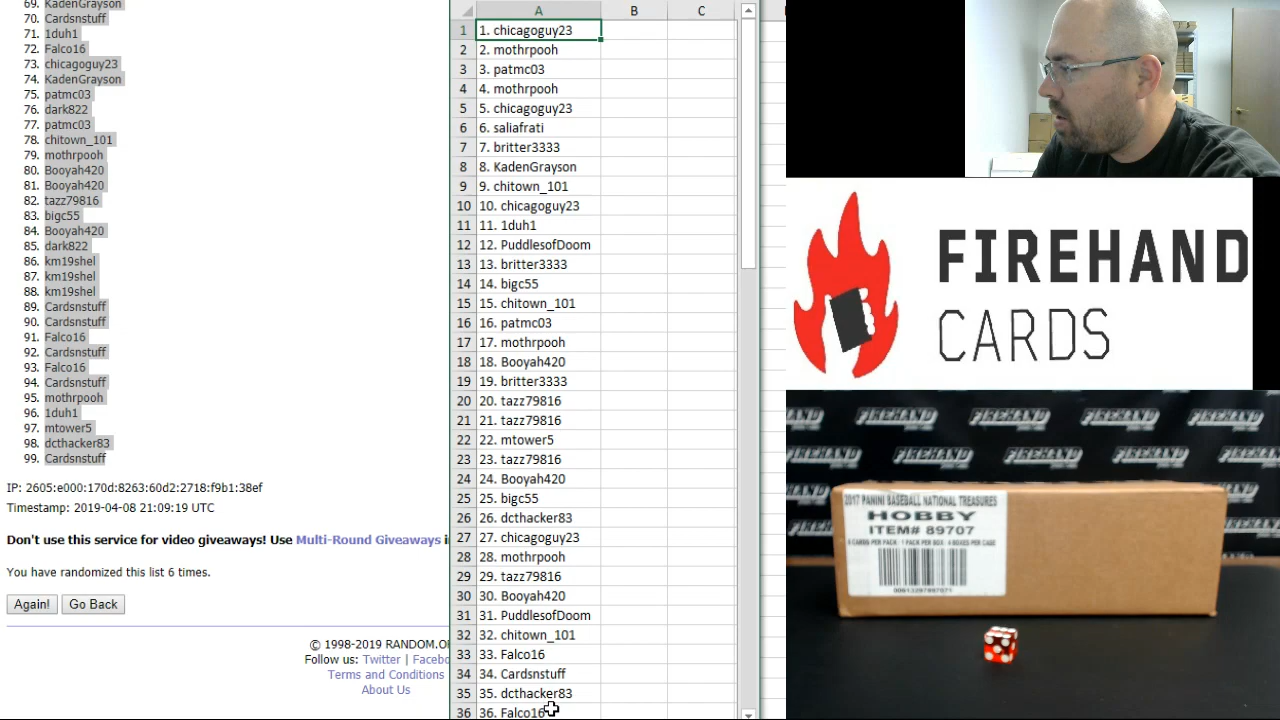 69. KadenGrayson
70. Cardsnstuff
71. 1duh1
72. Falco16
73. chicagoguy23
74. KadenGrayson
75. patmc03
76. dark822
77. patmc03
78. chitown_101
79. mothrpooh
80. Booyah420
81. Booyah420
82. tazz79816
83. bigc55
84. Booyah420
85. dark822
86. km19shel
87. km19shel
88. km19shel
89. Cardsnstuff
90. Cardsnstuff
91. Falco16
92. Cardsnstuff
93. Falco16
94. Cardsnstuff
95. mothrpooh
96. 1duh1
97. mtower5
98. dcthacker83
99. Cardsnstuff
IP: 2605:e000:170d:8263:60d2:2718:f9b1:38ef
Timestamp: 2019-04-08 21:09:19 UTC
Don't use this service for video giveaways! Use Multi-Round Giveaways i
You have randomized this list 6 times.
Again! Go Back
© 1998-2019 RANDOM.OR
Follow us: Twitter | Facebo
Terms and Conditions
About Us
A B C
1 1. chicagoguy23
2 2. mothrpooh
3 3. patmc03
4 4. mothrpooh
5 5. chicagoguy23
6 6. saliafrati
7 7. britter3333
8 8. KadenGrayson
9 9. chitown_101
10 10. chicagoguy23
11 11. 1duh1
12 12. PuddlesofDoom
13 13. britter3333
14 14. bigc55
15 15. chitown_101
16 16. patmc03
17 17. mothrpooh
18 18. Booyah420
19 19. britter3333
20 20. tazz79816
21 21. tazz79816
22 22. mtower5
23 23. tazz79816
24 24. Booyah420
25 25. bigc55
26 26. dcthacker83
27 27. chicagoguy23
28 28. mothrpooh
29 29. tazz79816
30 30. Booyah420
31 31. PuddlesofDoom
32 32. chitown_101
33 33. Falco16
34 34. Cardsnstuff
35 35. dcthacker83
36 36. Falco16
FIREHAND
CARDS
FIREHAND FIREHAND FIREHAND
2017 PANINI BASEBALL NATIONAL TREASURES
HOBBY
ITEM# 89707